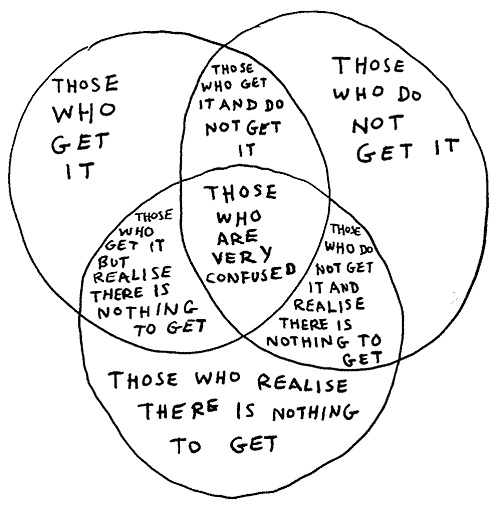 THOSE
WHO
GET
IT
THOSE
WHO GET
IT AND DO
NOT GET
IT
THOSE
WHO DO
NOT
GET IT
THOSE
WHO
GET IT
BUT
REALISE
THERE IS
NOTHING
TO GET
THOSE
WHO
ARE
VERY
CONFUSED
THOSE
WHO DO
NOT GET
IT AND
REALISE
THERE IS
NOTHING TO
GET
THOSE WHO REALISE
THERE IS NOTHING
TO GET